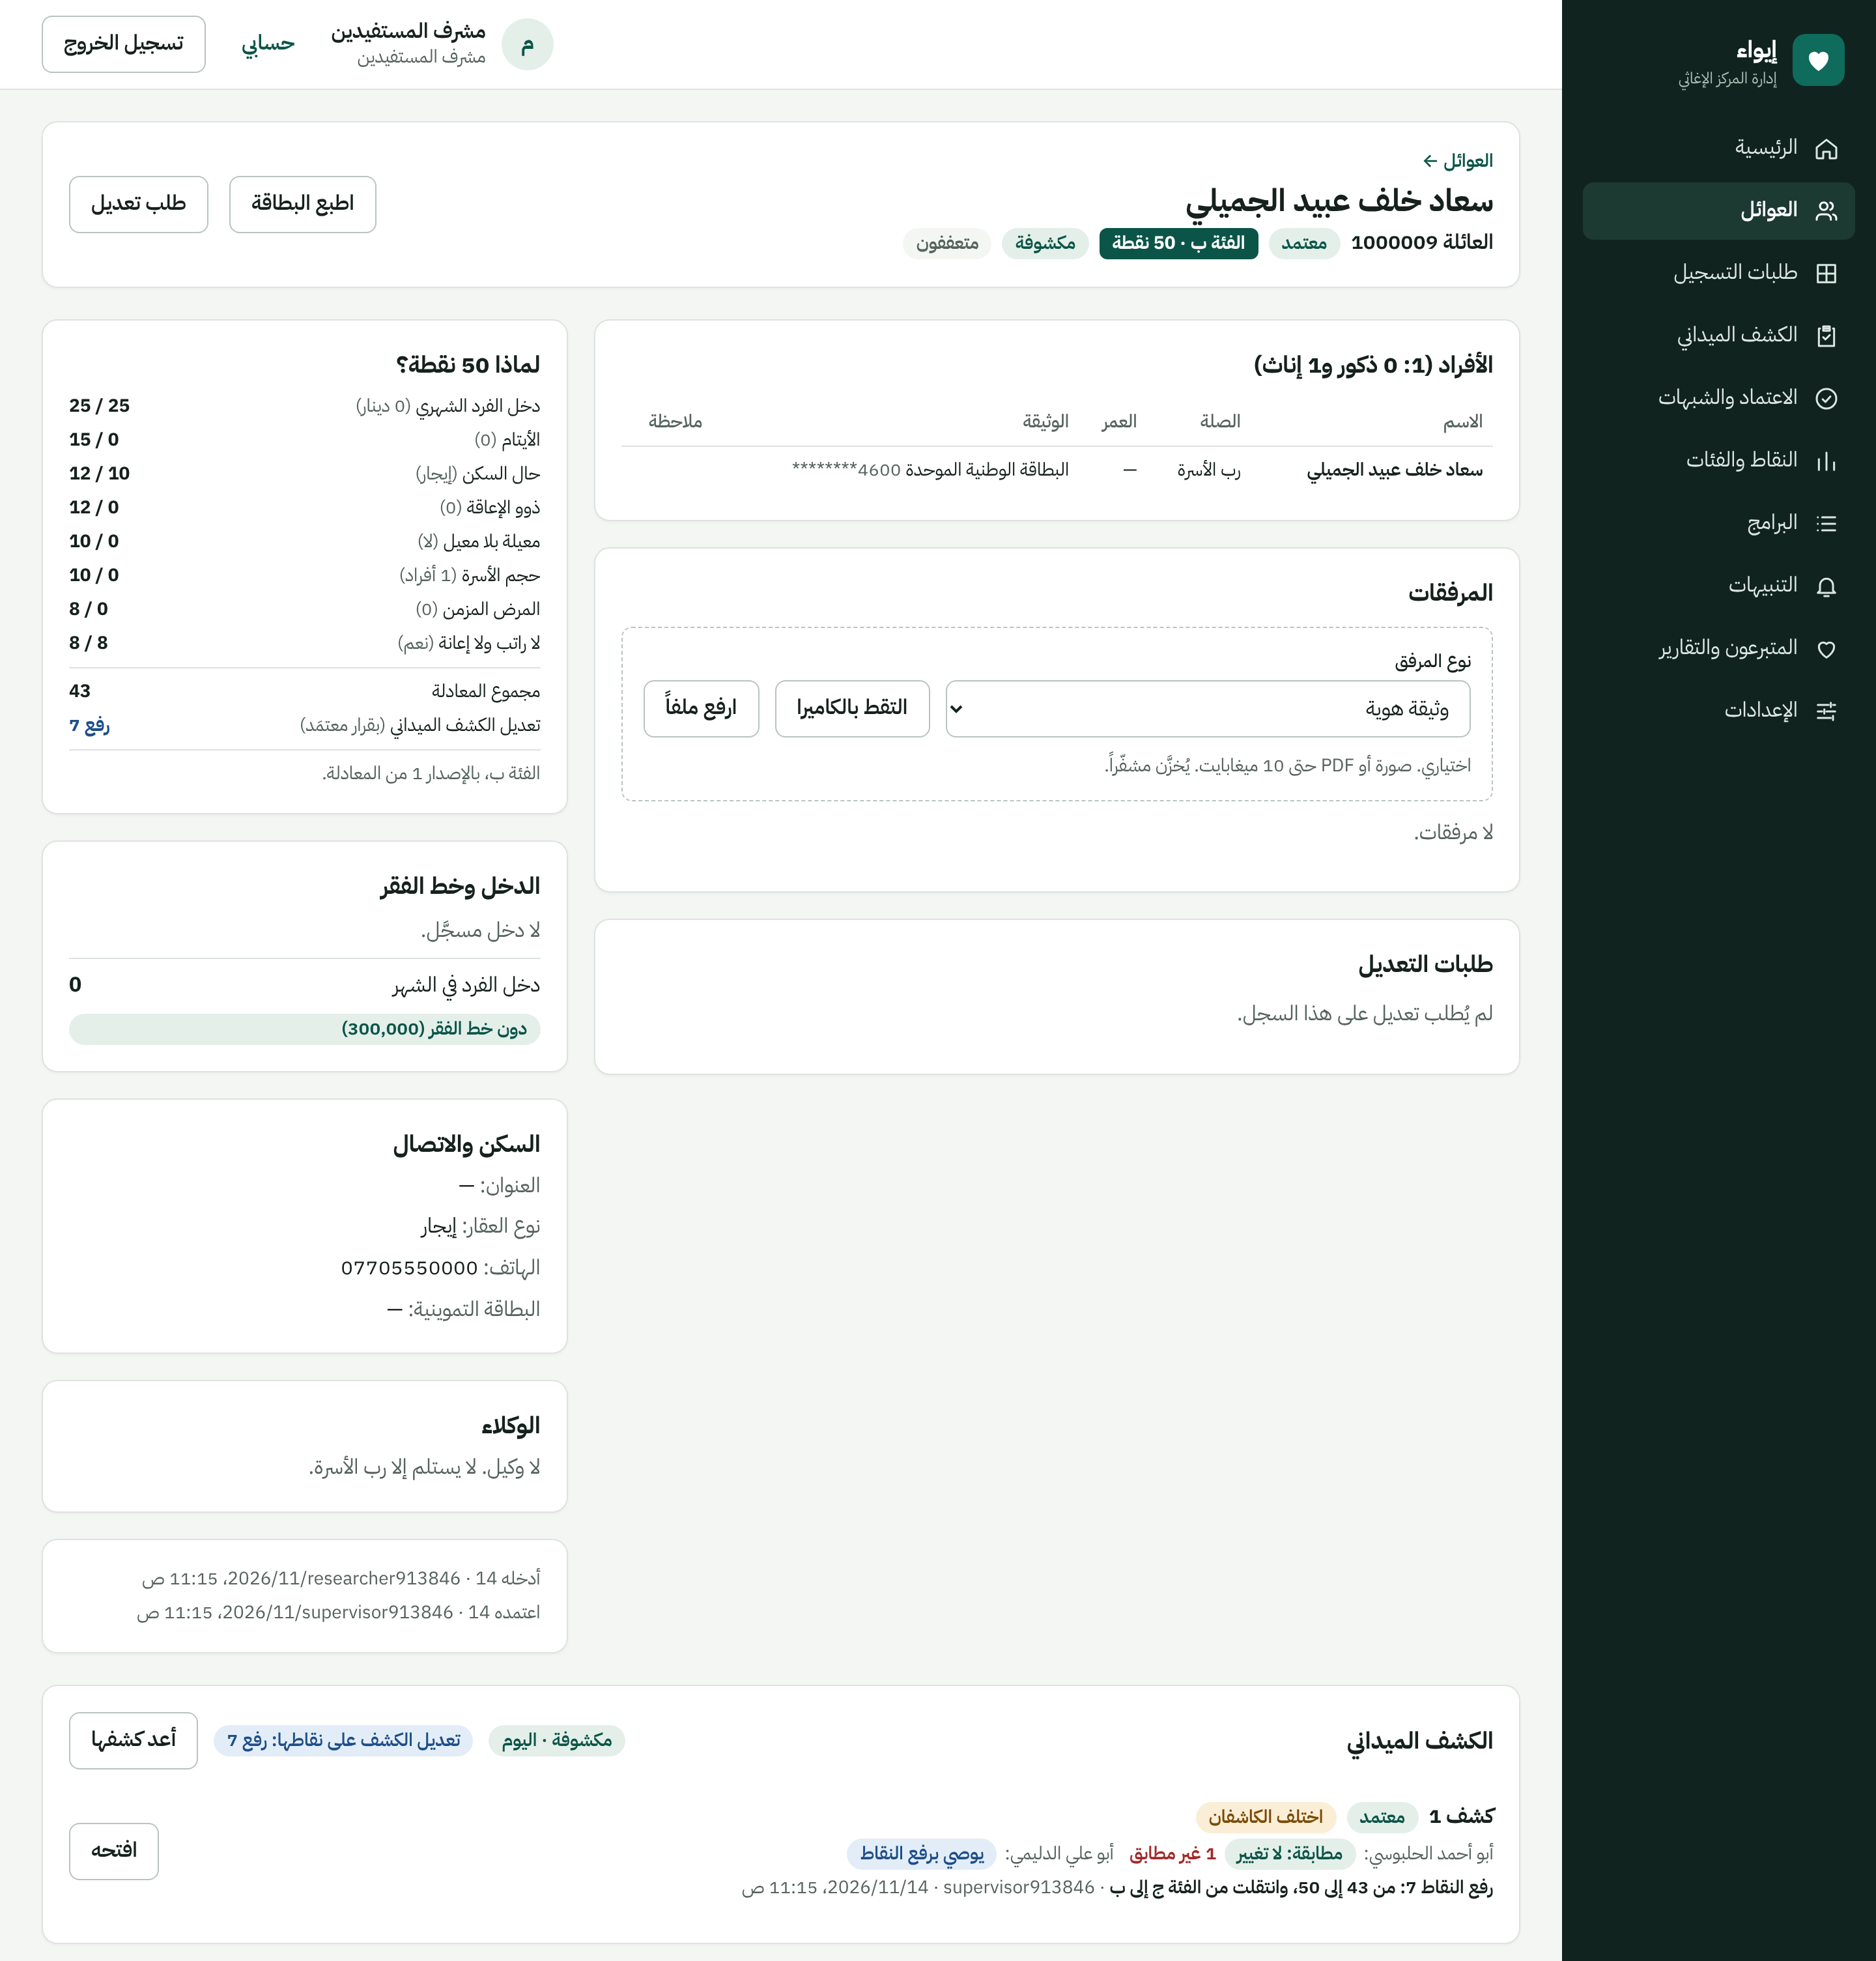 إيواء
إدارة المركز الإغاثي
الرئيسية
العوائل
طلبات التسجيل
الكشف الميداني
الاعتماد والشبهات
النقاط والفئات
البرامج
التنبيهات
المتبرعون والتقارير
الإعدادات
م
مشرف المستفيدين
مشرف المستفيدين
حسابي
تسجيل الخروج
العوائل ←
سعاد خلف عبيد الجميلي
العائلة 1000009 معتمد الفئة ب · 50 نقطة مكشوفة متعففون
اطبع البطاقة
طلب تعديل
الأفراد (1: 0 ذكور و1 إناث)
الاسم الصلة العمر الوثيقة ملاحظة
سعاد خلف عبيد الجميلي رب الأسرة — البطاقة الوطنية الموحدة 4600********
المرفقات
نوع المرفق
وثيقة هوية
التقط بالكاميرا
ارفع ملفاً
اختياري. صورة أو PDF حتى 10 ميغابايت. يُخزَّن مشفّراً.
لا مرفقات.
طلبات التعديل
لم يُطلب تعديل على هذا السجل.
لماذا 50 نقطة؟
دخل الفرد الشهري (0 دينار) 25 / 25
الأيتام (0) 0 / 15
حال السكن (إيجار) 10 / 12
ذوو الإعاقة (0) 0 / 12
معيلة بلا معيل (لا) 0 / 10
حجم الأسرة (1 أفراد) 0 / 10
المرض المزمن (0) 0 / 8
لا راتب ولا إعانة (نعم) 8 / 8
مجموع المعادلة 43
تعديل الكشف الميداني (بقرار معتمَد) رفع 7
الفئة ب، بالإصدار 1 من المعادلة.
الدخل وخط الفقر
لا دخل مسجَّل.
دخل الفرد في الشهر 0
دون خط الفقر (300,000)
السكن والاتصال
العنوان: —
نوع العقار: إيجار
الهاتف: 07705550000
البطاقة التموينية: —
الوكلاء
لا وكيل. لا يستلم إلا رب الأسرة.
أدخله researcher913846 · 14/11/2026، 11:15 ص
اعتمده supervisor913846 · 14/11/2026، 11:15 ص
الكشف الميداني
مكشوفة · اليوم
تعديل الكشف على نقاطها: رفع 7
أعد كشفها
كشف 1 معتمد اختلف الكاشفان
أبو أحمد الحلبوسي: مطابقة: لا تغيير 1 غير مطابق أبو علي الدليمي: يوصي برفع النقاط
رفع النقاط 7: من 43 إلى 50، وانتقلت من الفئة ج إلى ب · supervisor913846 · 2026/11/14، 11:15 ص
افتحه